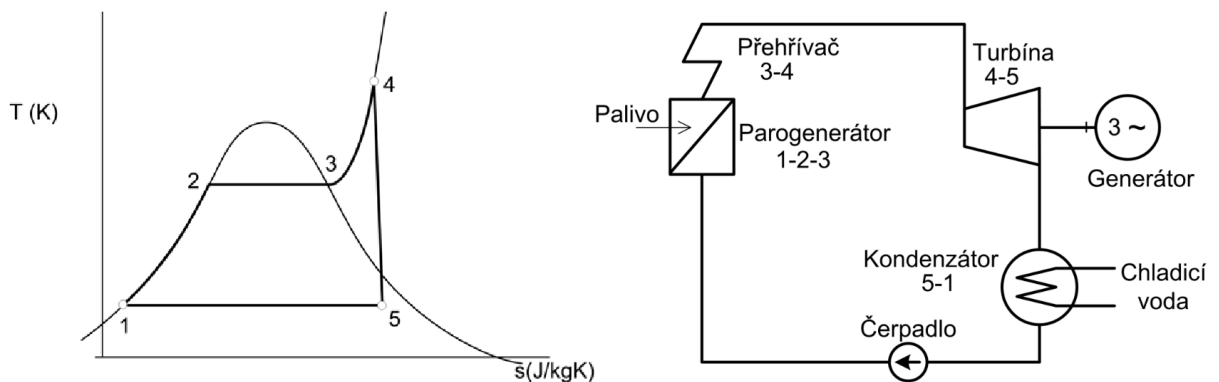 T (K)
1
2
3
4
5
s(J/kgK)
Přehřívač
3-4
Palivo
Parogenerátor
1-2-3
Turbína
4-5
3 ~
Generátor
Kondenzátor
5-1
Chladicí
voda
Čerpadlo